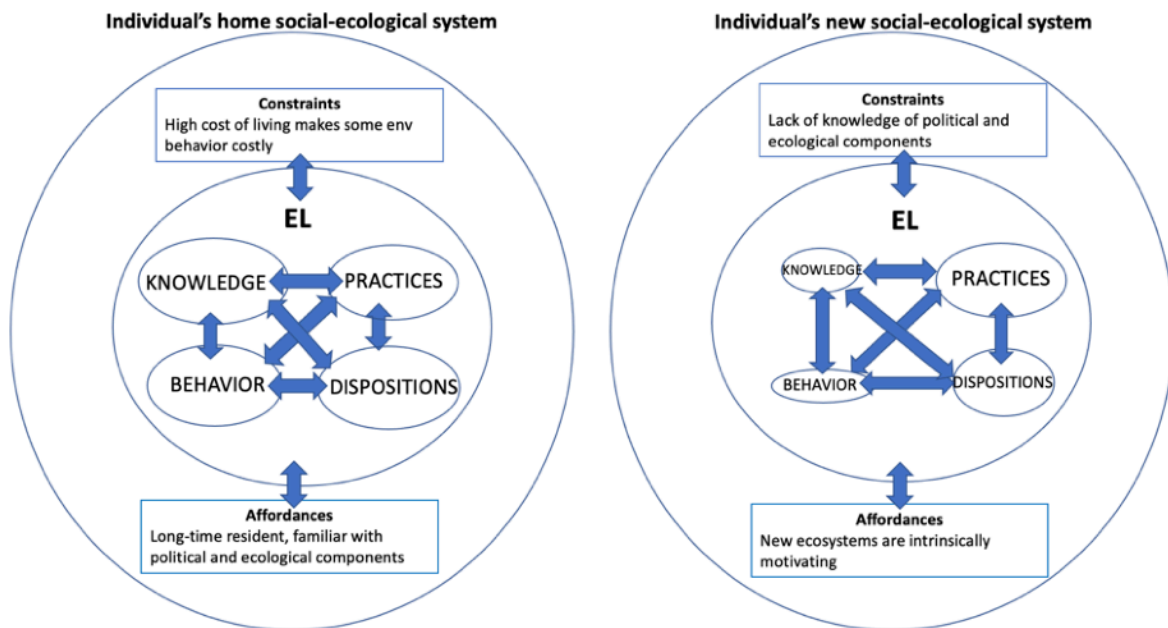 Individual's home social-ecological system
Constraints
High cost of living makes some env
behavior costly
EL
KNOWLEDGE
PRACTICES
BEHAVIOR
DISPOSITIONS
Affordances
Long-time resident, familiar with
political and ecological components
Individual's new social-ecological system
Constraints
Lack of knowledge of political and
ecological components
EL
KNOWLEDGE
PRACTICES
BEHAVIOR
DISPOSITIONS
Affordances
New ecosystems are intrinsically
motivating